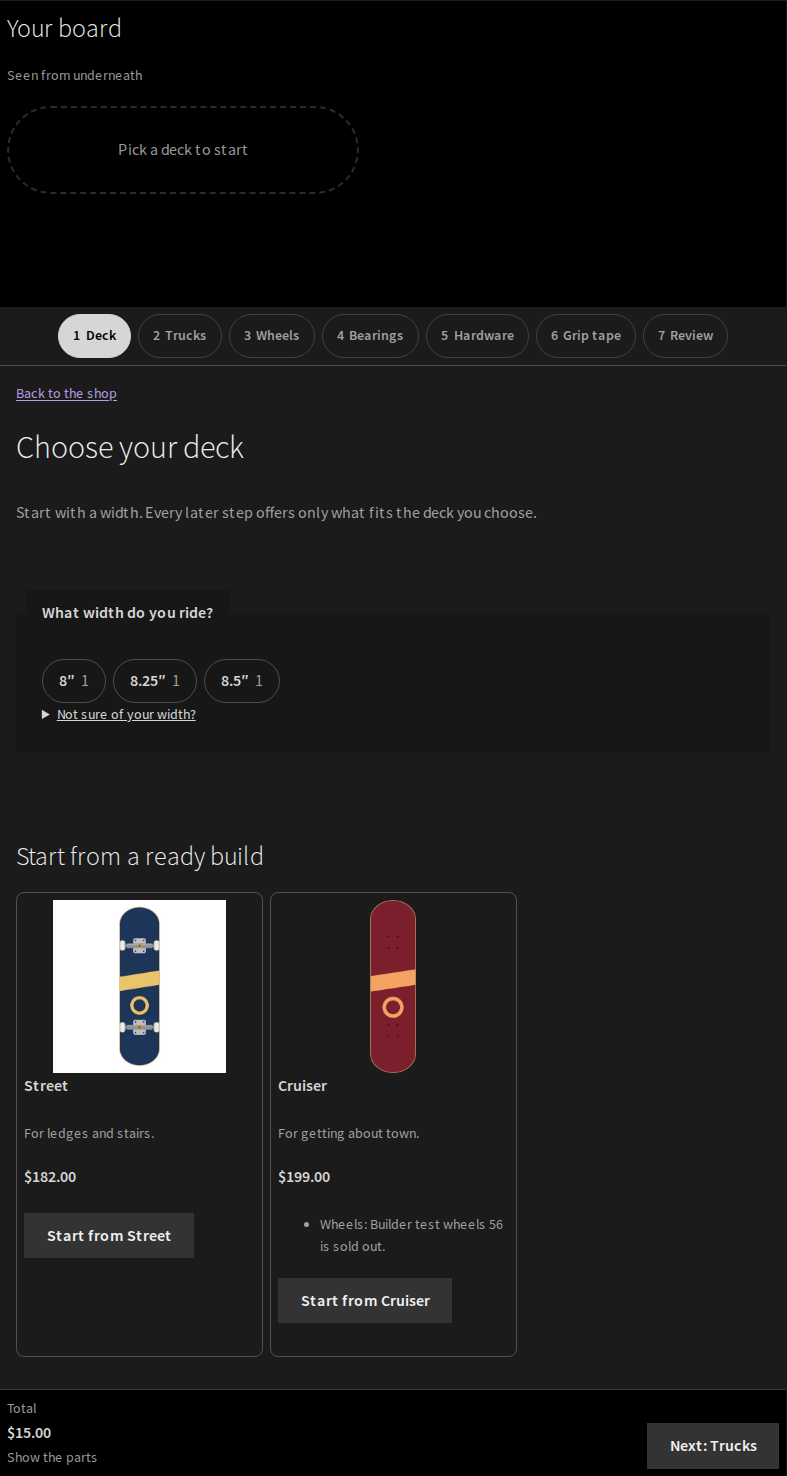 Your board
Seen from underneath
Pick a deck to start
1 Deck
2 Trucks
3 Wheels
4 Bearings
5 Hardware
6 Grip tape
7 Review
Back to the shop
Choose your deck
Start with a width. Every later step offers only what fits the deck you choose.
What width do you ride?
8″ 1
8.25″ 1
8.5″ 1
Not sure of your width?
Start from a ready build
Street
For ledges and stairs.
$182.00
Start from Street
Cruiser
For getting about town.
$199.00
Wheels: Builder test wheels 56
is sold out.
Start from Cruiser
Total
$15.00
Show the parts
Next: Trucks